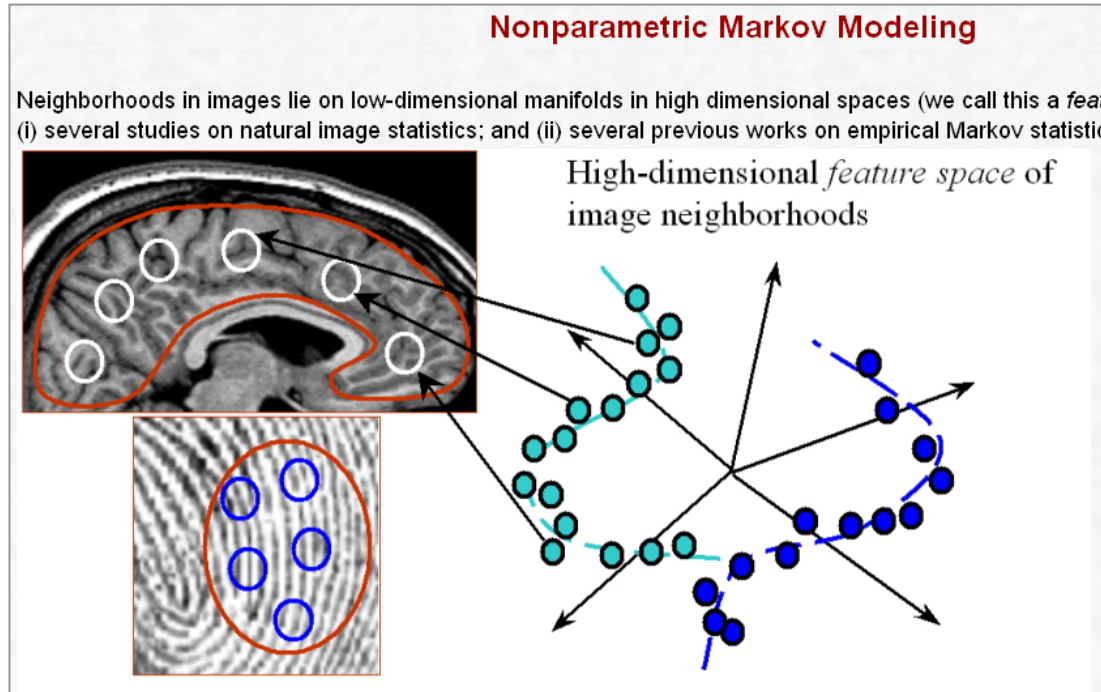 Nonparametric Markov Modeling
Neighborhoods in images lie on low-dimensional manifolds in high dimensional spaces (we call this a
(i) several studies on natural image statistics; and (ii) several previous works on empirical Markov
High-dimensional feature space of
image neighborhoods